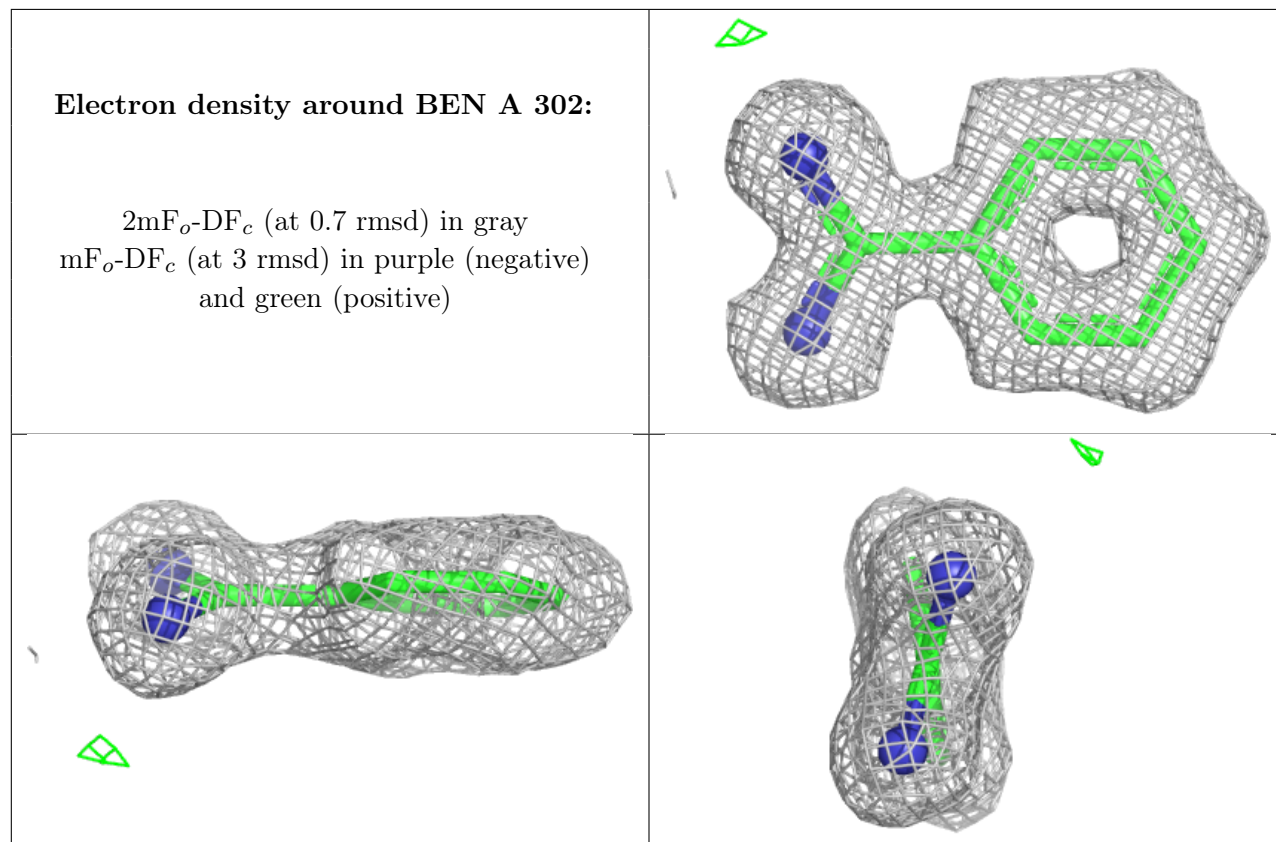 Electron density around BEN A 302:
2mFo-DFc (at 0.7 rmsd) in gray
mFo-DFc (at 3 rmsd) in purple (negative)
and green (positive)